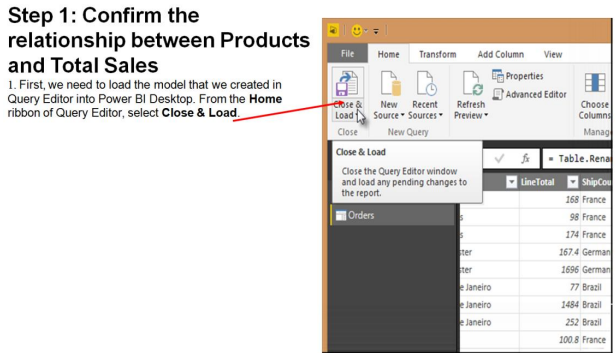 Step 1: Confirm the
relationship between Products
and Total Sales
1. First, we need to load the model that we created in
Query Editor into Power BI Desktop. From the Home
ribbon of Query Editor, select Close & Load.
File Home Transform Add Column View
Close &
Load
New
Source
Recent
Sources
Refresh
Preview
Properties
Advanced Editor
Choose
Columns
Close New Query Manag
Close & Load
Close the Query Editor window
and load any pending changes to
the report.
fx = Table.Rena
LineTotal ShipCou
168 France
Orders
s 98 France
s 174 France
ster 167.4 German
ster 1696 German
e Janeiro 77 Brazil
e Janeiro 1484 Brazil
e Janeiro 252 Brazil
100.8 France